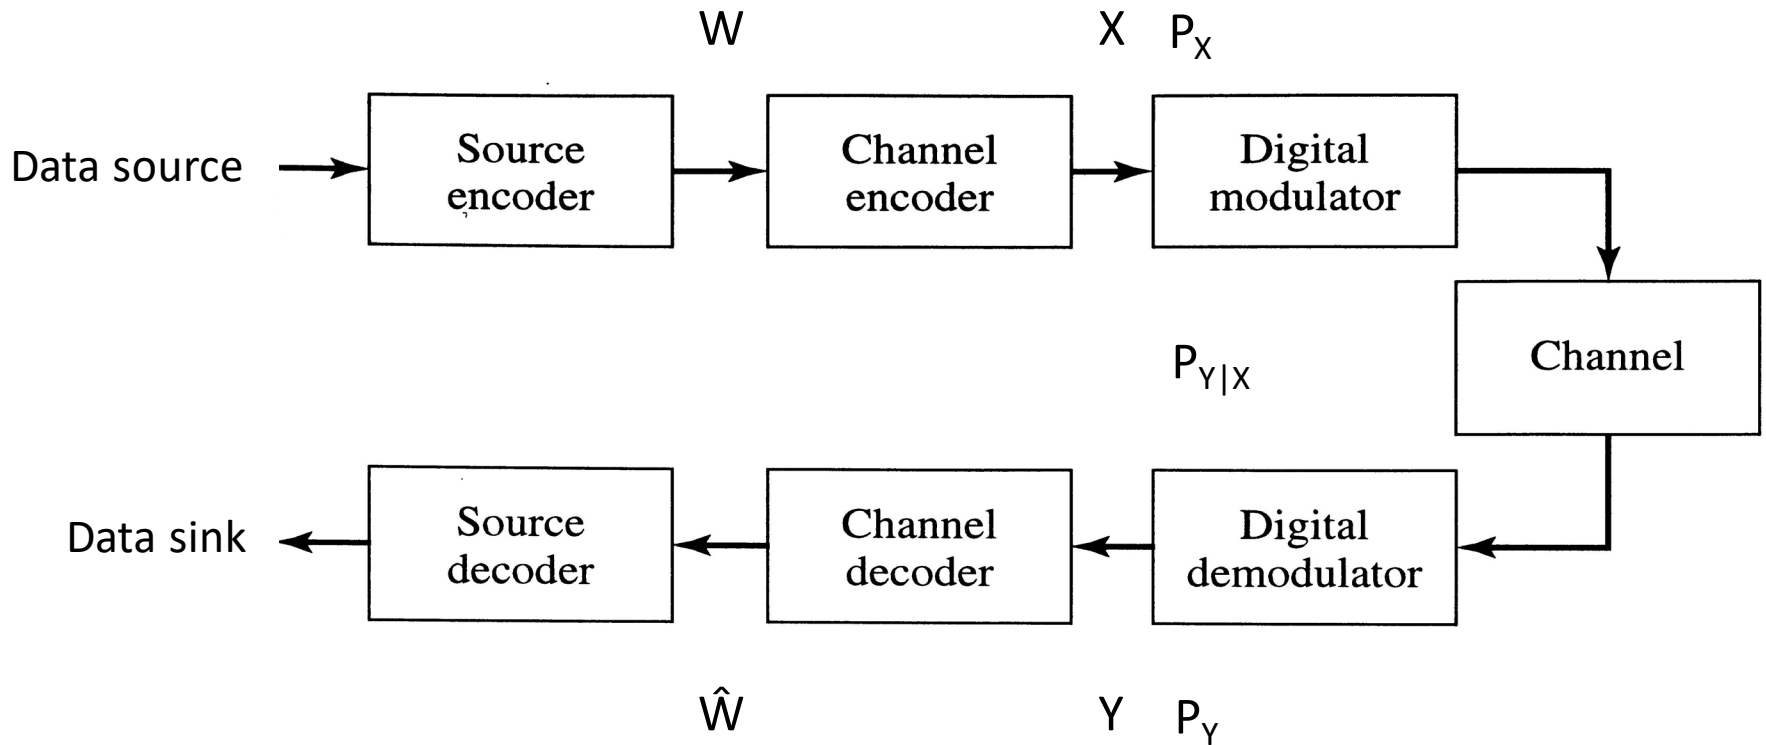 W X P_X
Data source
Source
encoder
Channel
encoder
Digital
modulator
Channel
P_Y|X
Data sink
Source
decoder
Channel
decoder
Digital
demodulator
Ŵ Y P_Y